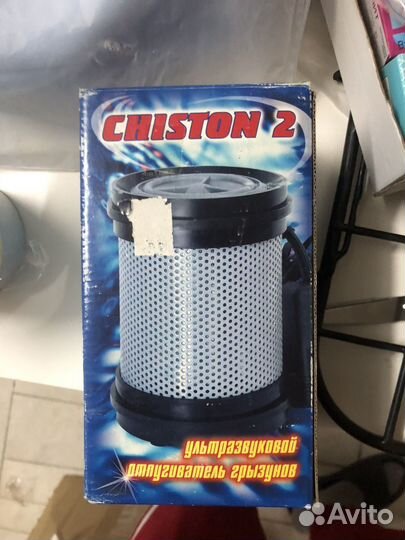 CHISTON 2
ультразвуковой
отпугиватель грызунов
Avito